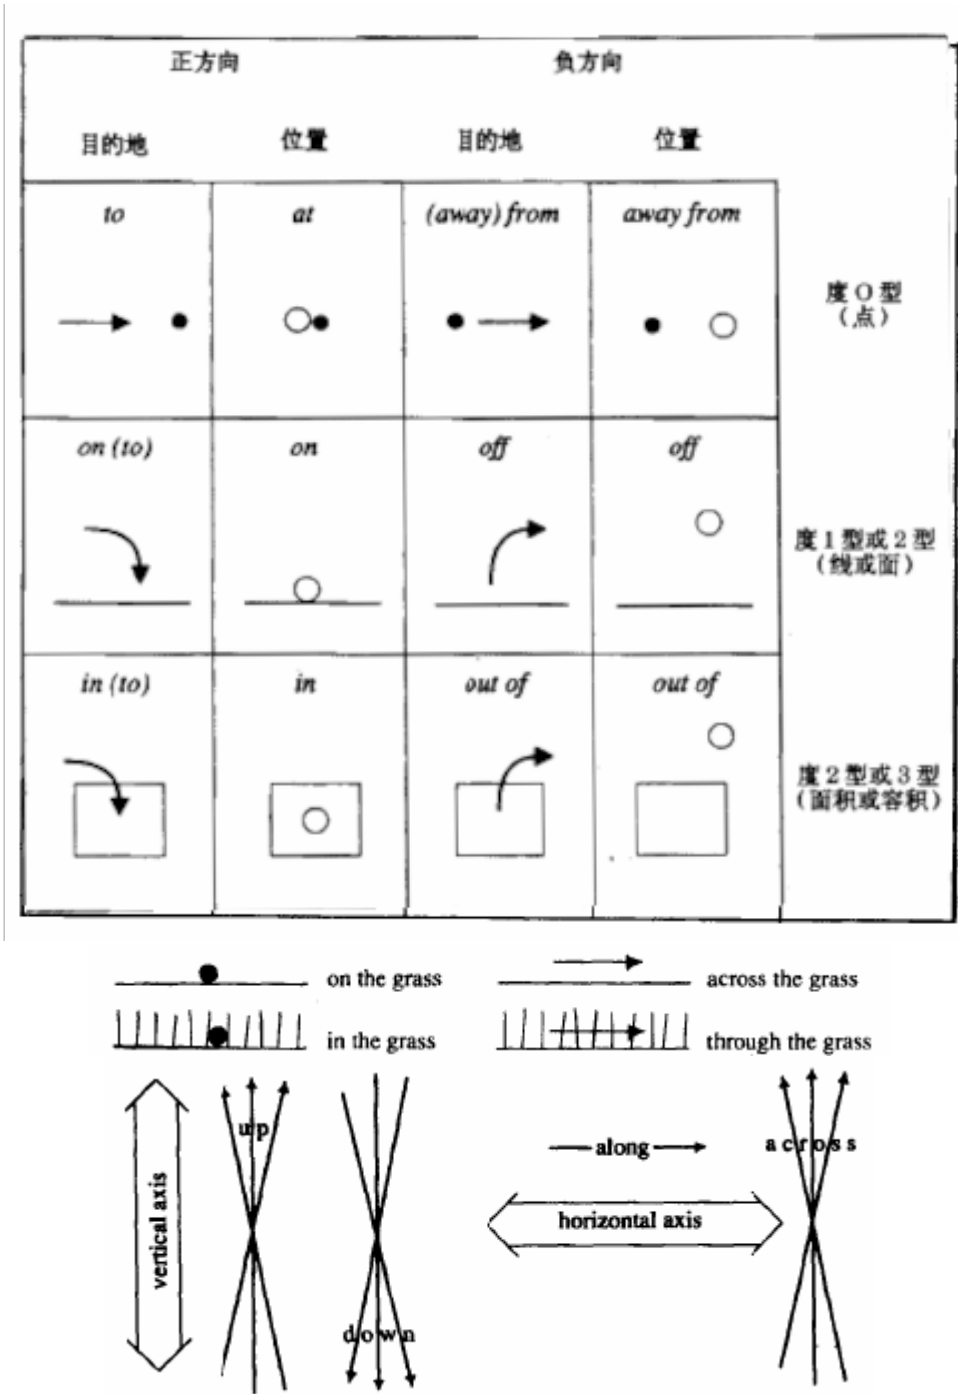 正方向 负方向
目的地 位置 目的地 位置
to at (away) from away from
度 O 型
(点)
on (to) on off off
度 1 型或 2 型
(线或面)
in (to) in out of out of
度 2 型或 3 型
(面积或容积)
on the grass across the grass
in the grass through the grass
vertical axis
up
down
along
across
horizontal axis